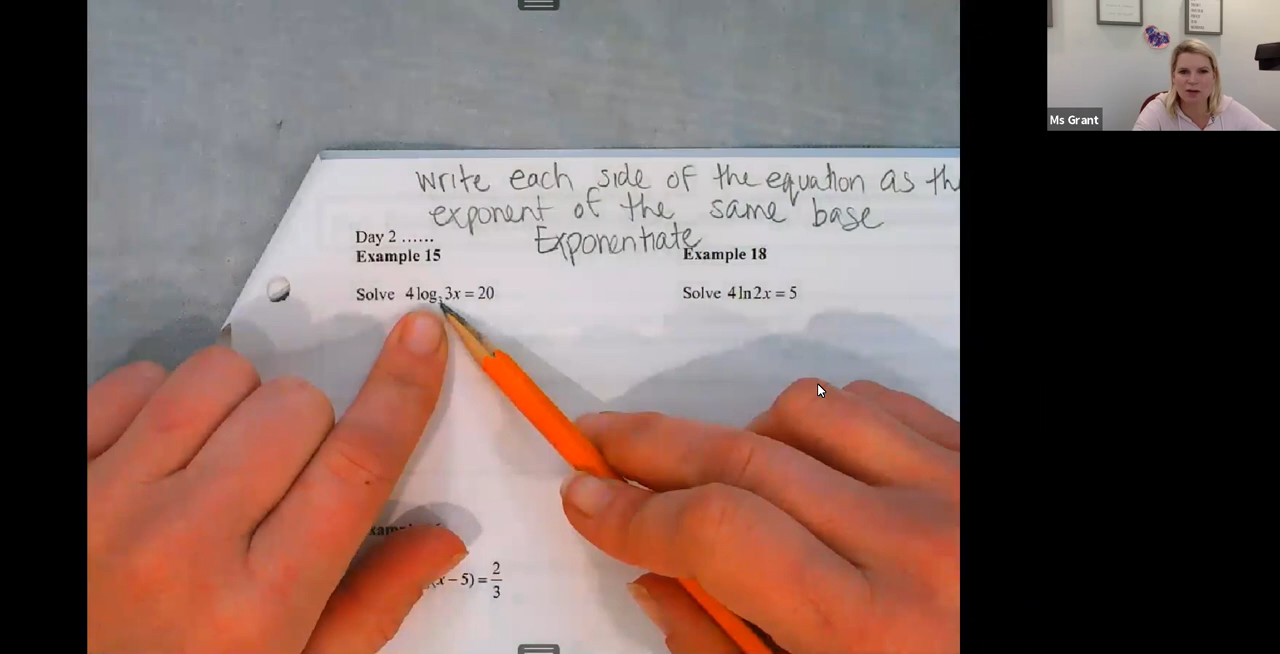 Write each side of the equation as th
exponent of the same base
Exponentiate
Day 2 ......
Example 15
Example 18
Solve 4 log 3x = 20
Solve 4 ln 2x = 5
x − 5) = 2/3
Ms Grant